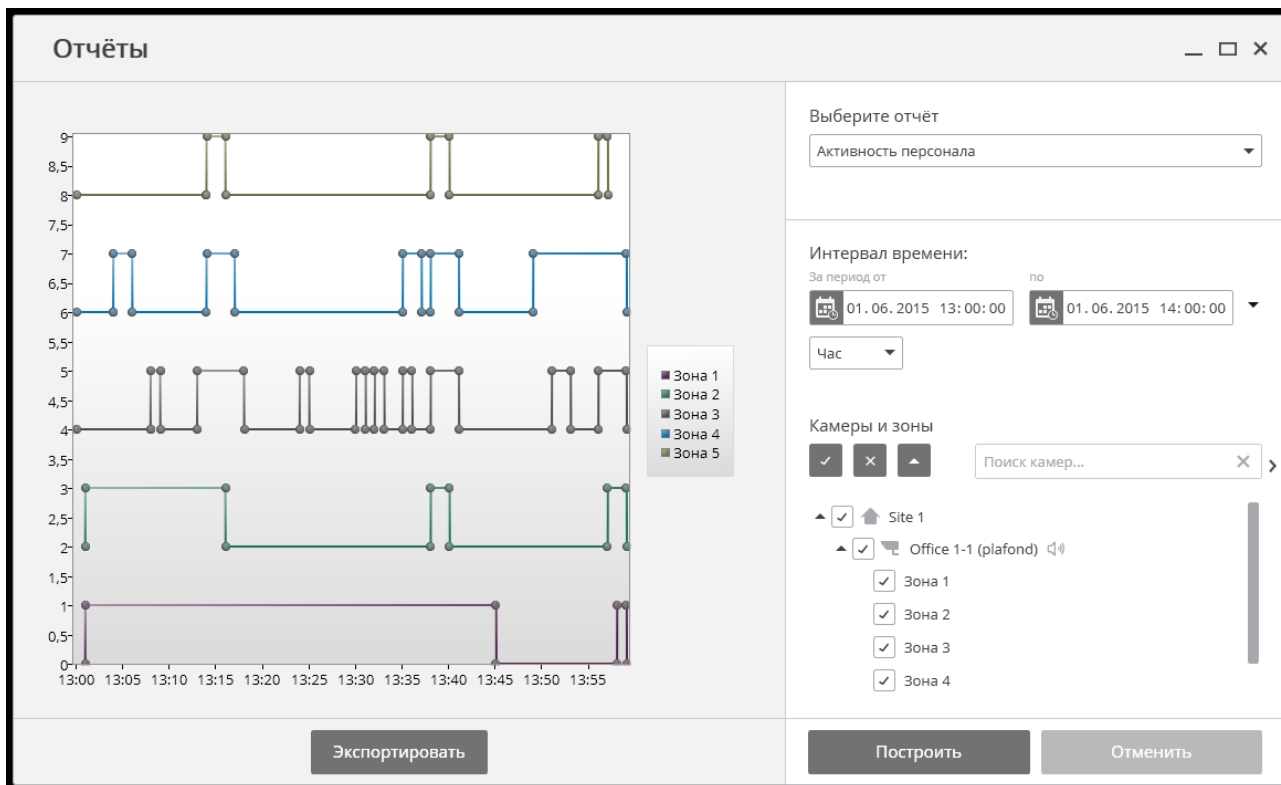 Отчёты
9
8,5
8
7,5
7
6,5
6
5,5
5
4,5
4
3,5
3
2,5
2
1,5
1
0,5
0
13:00 13:05 13:10 13:15 13:20 13:25 13:30 13:35 13:40 13:45 13:50 13:55
Зона 1
Зона 2
Зона 3
Зона 4
Зона 5
Экспортировать
Выберите отчёт
Активность персонала
Интервал времени:
За период от по
01.06.2015 13:00:00 01.06.2015 14:00:00
Час
Камеры и зоны
Поиск камер...
Site 1
Office 1-1 (plafond)
Зона 1
Зона 2
Зона 3
Зона 4
Построить Отменить